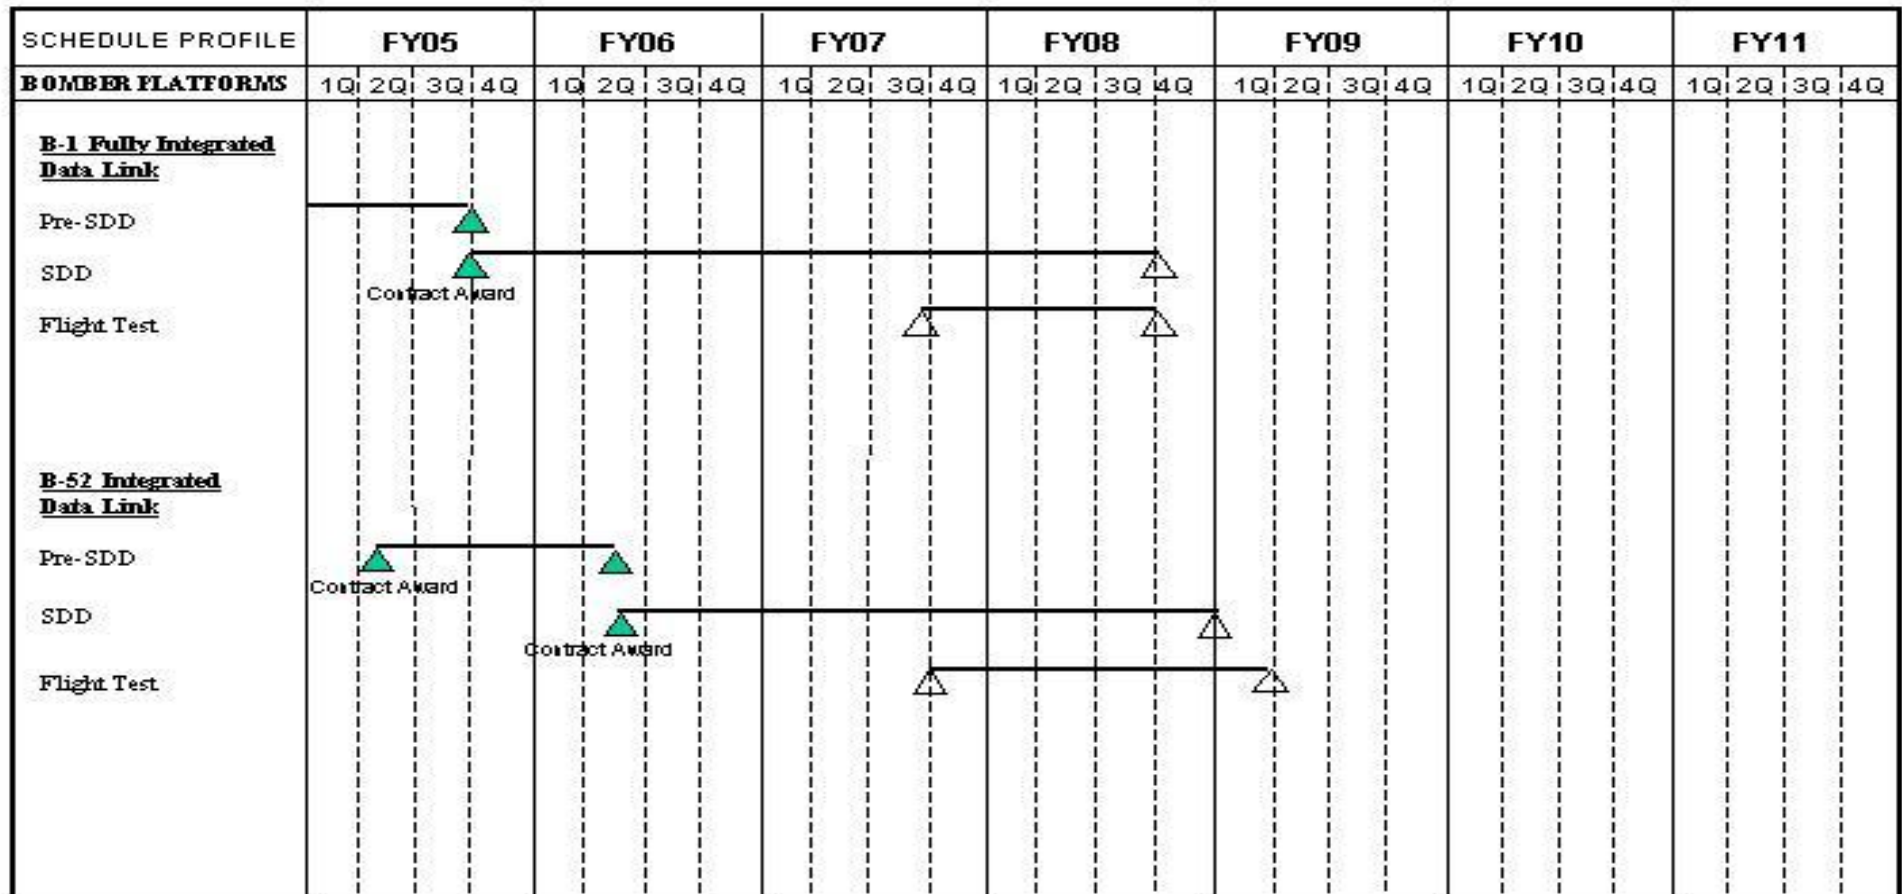 SCHEDULE PROFILE FY05 FY06 FY07 FY08 FY09 FY10 FY11
BOMBER PLATFORMS 1Q 2Q 3Q 4Q 1Q 2Q 3Q 4Q 1Q 2Q 3Q 4Q 1Q 2Q 3Q 4Q 1Q 2Q 3Q 4Q 1Q 2Q 3Q 4Q 1Q 2Q 3Q 4Q
B-1 Fully Integrated
Data Link
Pre-SDD
SDD
Contract Award
Flight Test
B-52 Integrated
Data Link
Pre-SDD
Contract Award
SDD
Contract Award
Flight Test